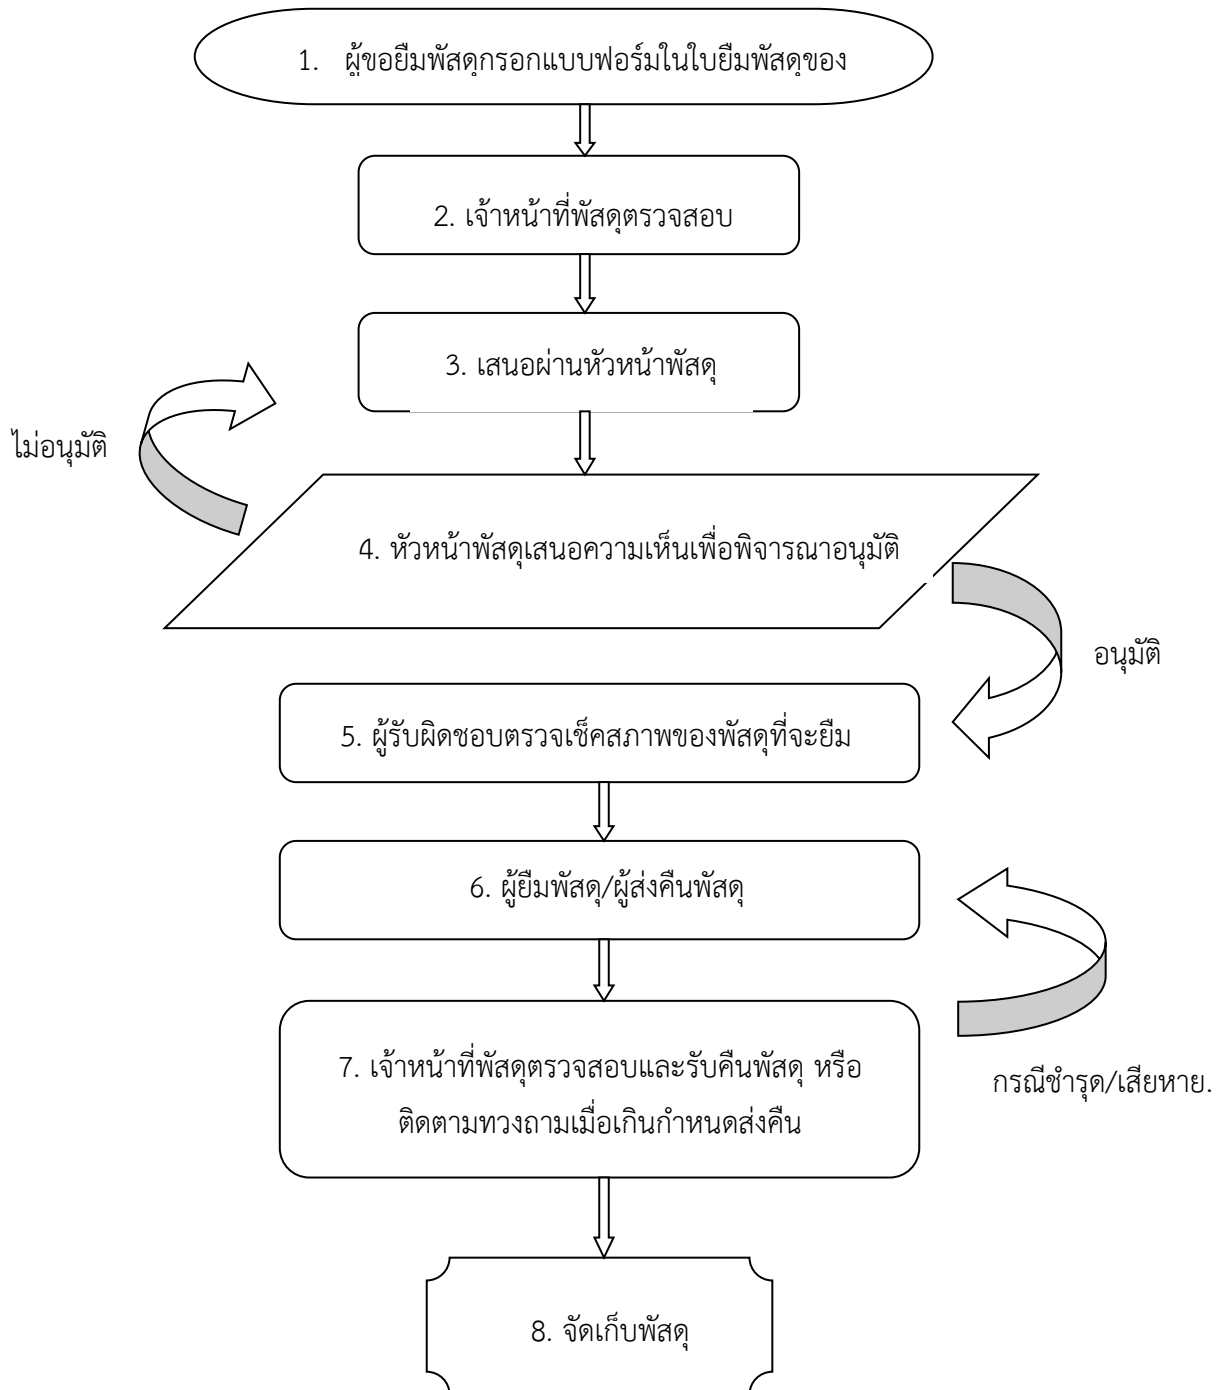 1. ผู้ขอยืมพัสดุกรอกแบบฟอร์มในใบยืมพัสดุของ
2. เจ้าหน้าที่พัสดุตรวจสอบ
3. เสนอผ่านหัวหน้าพัสดุ
ไม่อนุมัติ
4. หัวหน้าพัสดุเสนอความเห็นเพื่อพิจารณาอนุมัติ
อนุมัติ
5. ผู้รับผิดชอบตรวจเช็คสภาพของพัสดุที่จะยืม
6. ผู้ยืมพัสดุ/ผู้ส่งคืนพัสดุ
7. เจ้าหน้าที่พัสดุตรวจสอบและรับคืนพัสดุ หรือ
ติดตามทวงถามเมื่อเกินกำหนดส่งคืน
กรณีชำรุด/เสียหาย.
8. จัดเก็บพัสดุ